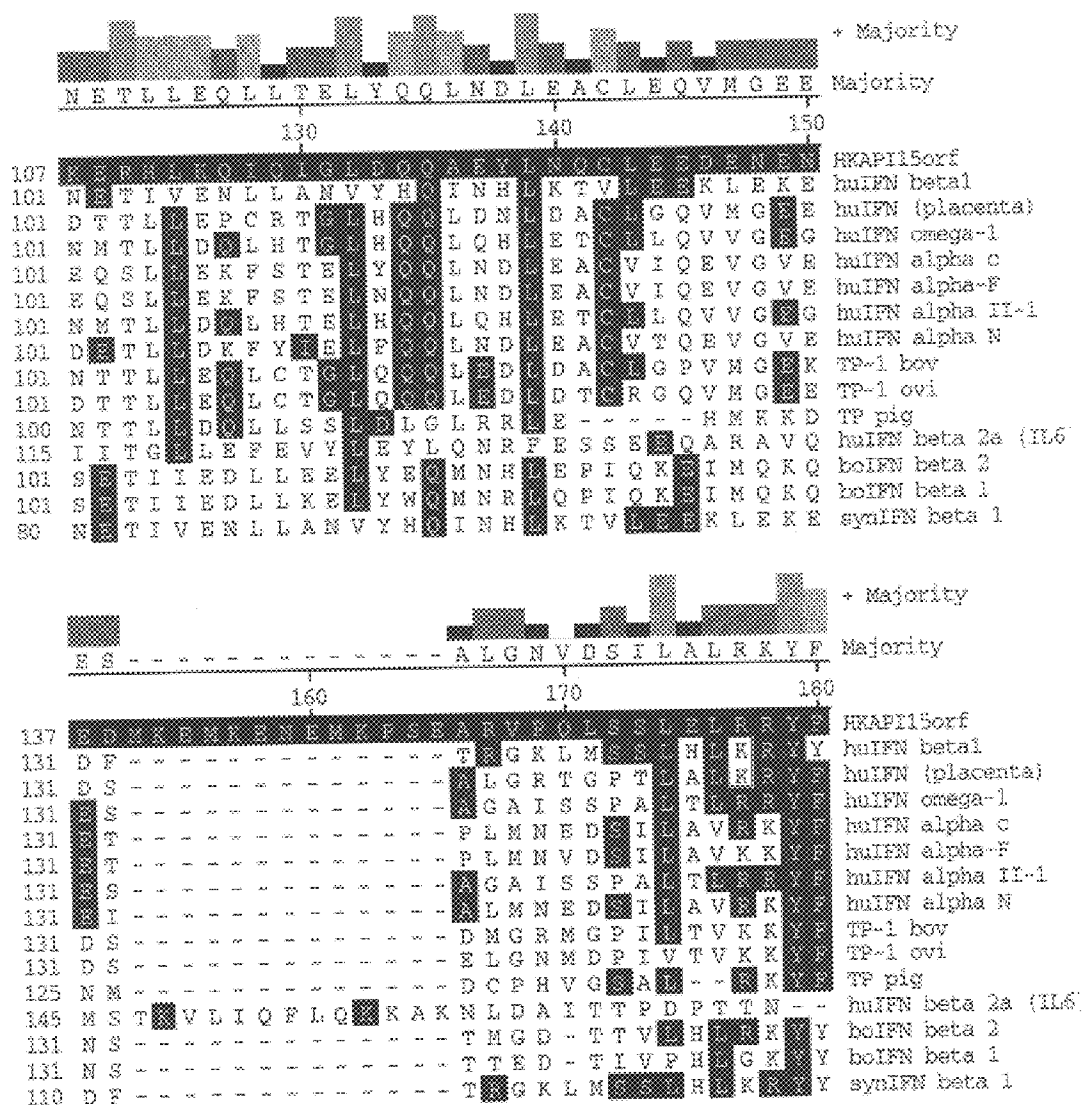 + Majority
N E T L L E Q L L T E L Y Q Q L N D L E A C L E Q V M G E E Majority
130 140 150
107 HKAPI15orf
101 N E T I V E N L L A N V Y H Q I N H L K T V L E E K L E K E huIFN beta1
101 D T T L L E P C R T G L H Q Q L D N L D A C L G Q V M G E E huIFN (placenta)
101 N M T L L D Q L H T G L H Q Q L Q H L E T C L L Q V V G E G huIFN omega-1
101 E Q S L L E K F S T E L Y Q Q L N D L E A C V I Q E V G V E huIFN alpha c
101 E Q S L L E K F S T E L N Q Q L N D L E A C V I Q E V G V E huIFN alpha-F
101 N M T L L D Q L H T E L H Q Q L Q H L E T C L L Q V V G E G huIFN alpha II-1
101 D E T L L D K F Y I E L F Q Q L N D L E A C V T Q E V G V E huIFN alpha N
101 N T T L L E Q L C T G L Q Q Q L E D L D A C L G P V M G E K TP-1 bov
101 D T T L L E Q L C T G L Q Q Q L E D L D T C R G Q V M G E E TP-1 ovi
100 N T T L L D Q L L S S L D L G L R R L E - - - - - H M K K D TP pig
115 I I T G L L E F E V Y L E Y L Q N R F E S S E E Q A R A V Q huIFN beta 2a (IL6)
101 S E T I I E D L L E E L Y E Q M N H L E P I Q K E I M Q K Q boIFN beta 2
101 S E T I I E D L L K E L Y W Q M N R L Q P I Q K E I M Q K Q boIFN beta 1
80 N E T I V E N L L A N V Y H Q I N H L K T V L E E K L E K E synIFN beta 1
+ Majority
E S - - - - - - - - - - - - - A L G N V D S I L A L R K Y F Majority
160 170 180
137 HKAPI15orf
131 D F - - - - - - - - - - - - - T R G K L M S S L H L K R Y Y huIFN beta1
131 D S - - - - - - - - - - - - - A L G R T G P T L A L K R Y F huIFN (placenta)
131 E S - - - - - - - - - - - - - A G A I S S P A L T L R R Y F huIFN omega-1
131 E T - - - - - - - - - - - - - P L M N E D S I L A V R K Y F huIFN alpha c
131 E T - - - - - - - - - - - - - P L M N V D S I L A V K K Y F huIFN alpha-F
131 E S - - - - - - - - - - - - - A G A I S S P A L T L R R Y F huIFN alpha II-1
131 E I - - - - - - - - - - - - - A L M N E D S I L A V R K Y F huIFN alpha N
131 D S - - - - - - - - - - - - - D M G R M G P I L T V K K Y F TP-1 bov
131 D S - - - - - - - - - - - - - E L G N M D P I V T V K K I F TP-1 ovi
125 N M - - - - - - - - - - - - - D C P H V G R A L - - R K Y F TP pig
145 M S T K V L I Q F L Q K K A K N L D A I T T P D P T T N - - huIFN beta 2a (IL6)
131 N S - - - - - - - - - - - - - T M G D - T T V L H L R K Y Y boIFN beta 2
131 N S - - - - - - - - - - - - - T T E D - T I V P H L G K Y Y boIFN beta 1
110 D F - - - - - - - - - - - - - T R G K L M S S L H L K R Y Y synIFN beta 1